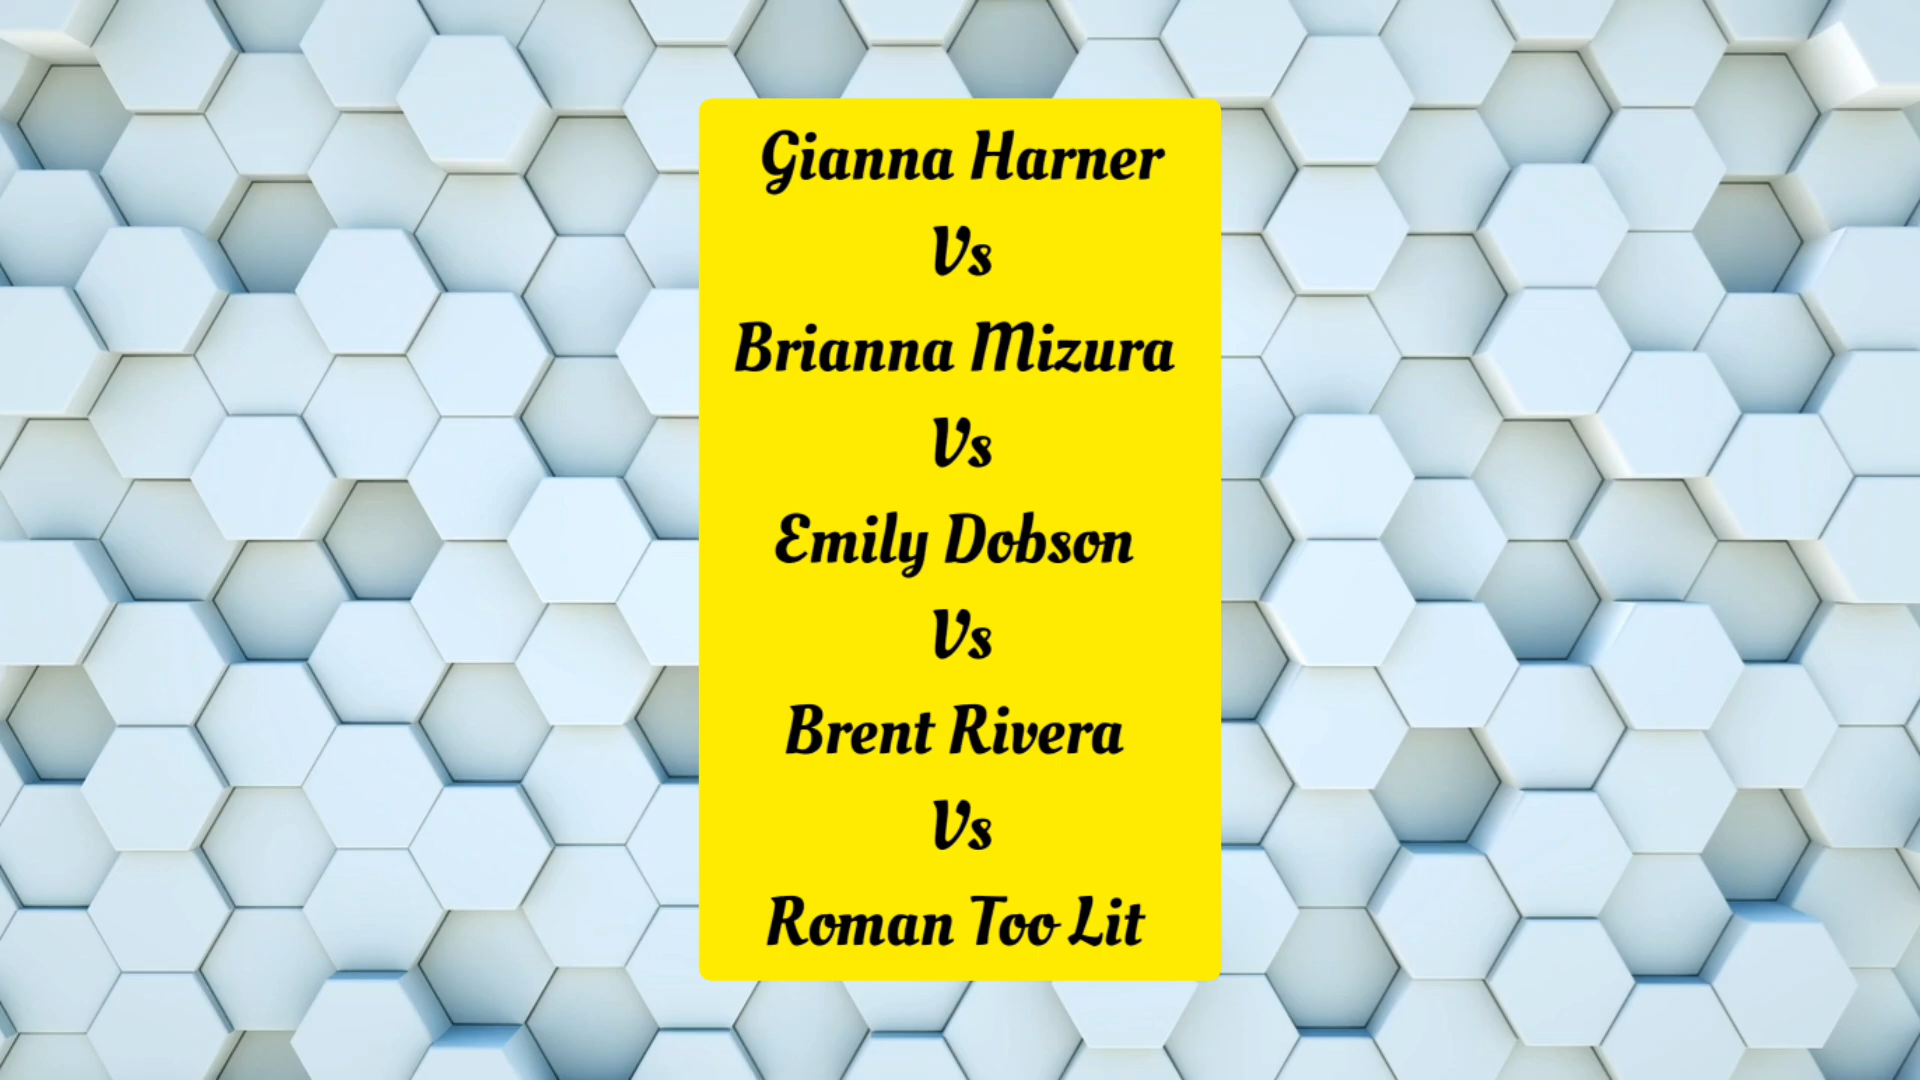 Gianna Harner
Vs
Brianna Mizura
Vs
Emily Dobson
Vs
Brent Rivera
Vs
Roman Too Lit